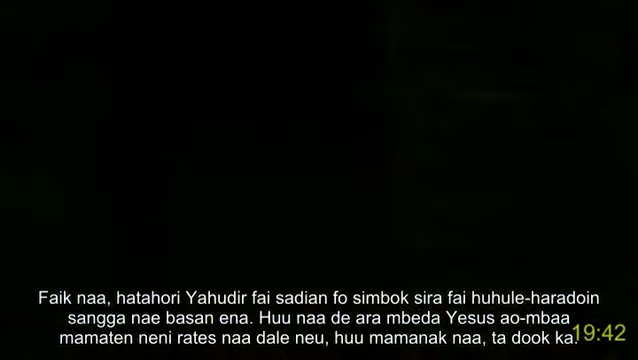 Faik naa, hatahori Yahudir fai sadian fo simbok sira fai huhule-haradoin
sangga nae basan ena. Huu naa de ara mbeda Yesus ao-mbaa
mamaten neni rates naa dale neu, huu mamanak naa, ta dook ka.
19:42